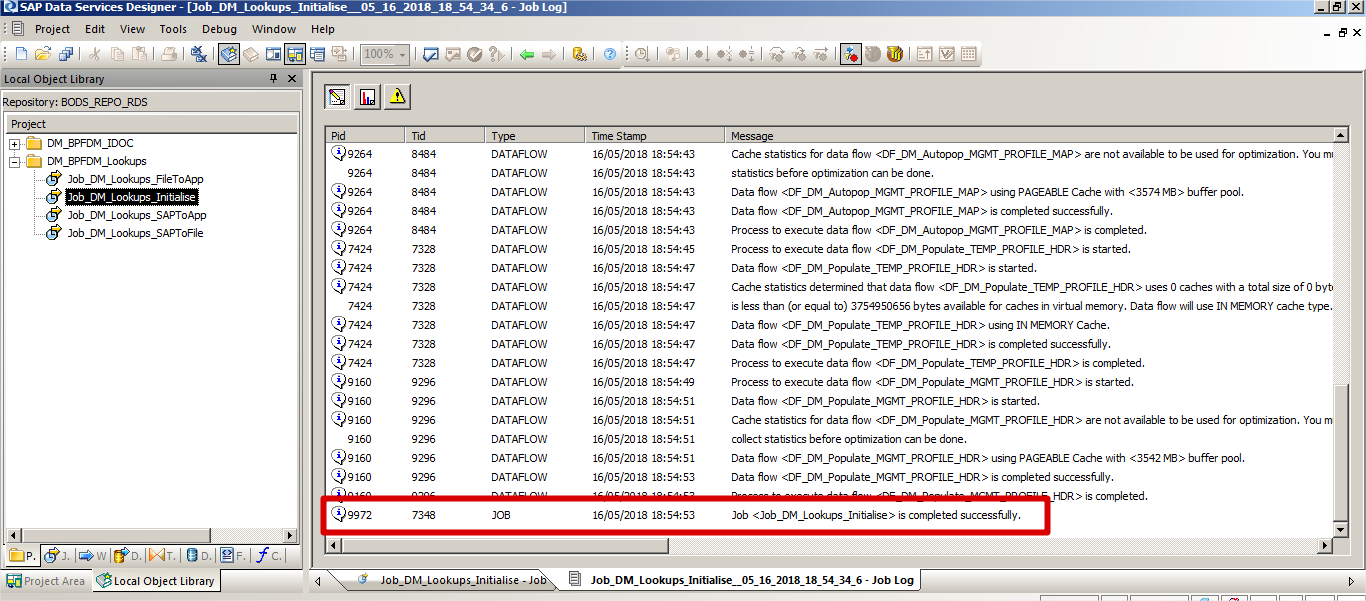 SAP Data Services Designer - [Job_DM_Lookups_Initialise__05_16_2018_18_54_34_6 - Job Log]
Project Edit View Tools Debug Window Help
100%
Local Object Library
Repository: BODS_REPO_RDS
Project
DM_BPFDM_IDOC
DM_BPFDM_Lookups
Job_DM_Lookups_FileToApp
Job_DM_Lookups_Initialise
Job_DM_Lookups_SAPToApp
Job_DM_Lookups_SAPToFile
P. J. W D. T. D. F. C.
Project Area Local Object Library
Pid Tid Type Time Stamp Message
9264 8484 DATAFLOW 16/05/2018 18:54:43 Cache statistics for data flow <DF_DM_Autopop_MGMT_PROFILE_MAP> are not available to be used for optimization. You mu
9264 8484 DATAFLOW 16/05/2018 18:54:43 statistics before optimization can be done.
9264 8484 DATAFLOW 16/05/2018 18:54:43 Data flow <DF_DM_Autopop_MGMT_PROFILE_MAP> using PAGEABLE Cache with <3574 MB> buffer pool.
9264 8484 DATAFLOW 16/05/2018 18:54:43 Data flow <DF_DM_Autopop_MGMT_PROFILE_MAP> is completed successfully.
9264 8484 DATAFLOW 16/05/2018 18:54:43 Process to execute data flow <DF_DM_Autopop_MGMT_PROFILE_MAP> is completed.
7424 7328 DATAFLOW 16/05/2018 18:54:45 Process to execute data flow <DF_DM_Populate_TEMP_PROFILE_HDR> is started.
7424 7328 DATAFLOW 16/05/2018 18:54:47 Data flow <DF_DM_Populate_TEMP_PROFILE_HDR> is started.
7424 7328 DATAFLOW 16/05/2018 18:54:47 Cache statistics determined that data flow <DF_DM_Populate_TEMP_PROFILE_HDR> uses 0 caches with a total size of 0 byt
7424 7328 DATAFLOW 16/05/2018 18:54:47 is less than (or equal to) 3754950656 bytes available for caches in virtual memory. Data flow will use IN MEMORY cache type.
7424 7328 DATAFLOW 16/05/2018 18:54:47 Data flow <DF_DM_Populate_TEMP_PROFILE_HDR> using IN MEMORY Cache.
7424 7328 DATAFLOW 16/05/2018 18:54:47 Data flow <DF_DM_Populate_TEMP_PROFILE_HDR> is completed successfully.
7424 7328 DATAFLOW 16/05/2018 18:54:47 Process to execute data flow <DF_DM_Populate_TEMP_PROFILE_HDR> is completed.
9160 9296 DATAFLOW 16/05/2018 18:54:49 Process to execute data flow <DF_DM_Populate_MGMT_PROFILE_HDR> is started.
9160 9296 DATAFLOW 16/05/2018 18:54:51 Data flow <DF_DM_Populate_MGMT_PROFILE_HDR> is started.
9160 9296 DATAFLOW 16/05/2018 18:54:51 Cache statistics for data flow <DF_DM_Populate_MGMT_PROFILE_HDR> are not available to be used for optimization. You m
9160 9296 DATAFLOW 16/05/2018 18:54:51 collect statistics before optimization can be done.
9160 9296 DATAFLOW 16/05/2018 18:54:51 Data flow <DF_DM_Populate_MGMT_PROFILE_HDR> using PAGEABLE Cache with <3542 MB> buffer pool.
9160 9296 DATAFLOW 16/05/2018 18:54:53 Data flow <DF_DM_Populate_MGMT_PROFILE_HDR> is completed successfully.
9160 9296 DATAFLOW 16/05/2018 18:54:53 Process to execute data flow <DF_DM_Populate_MGMT_PROFILE_HDR> is completed.
9972 7348 JOB 16/05/2018 18:54:53 Job <Job_DM_Lookups_Initialise> is completed successfully.
Job_DM_Lookups_Initialise - Job Job_DM_Lookups_Initialise__05_16_2018_18_54_34_6 - Job Log